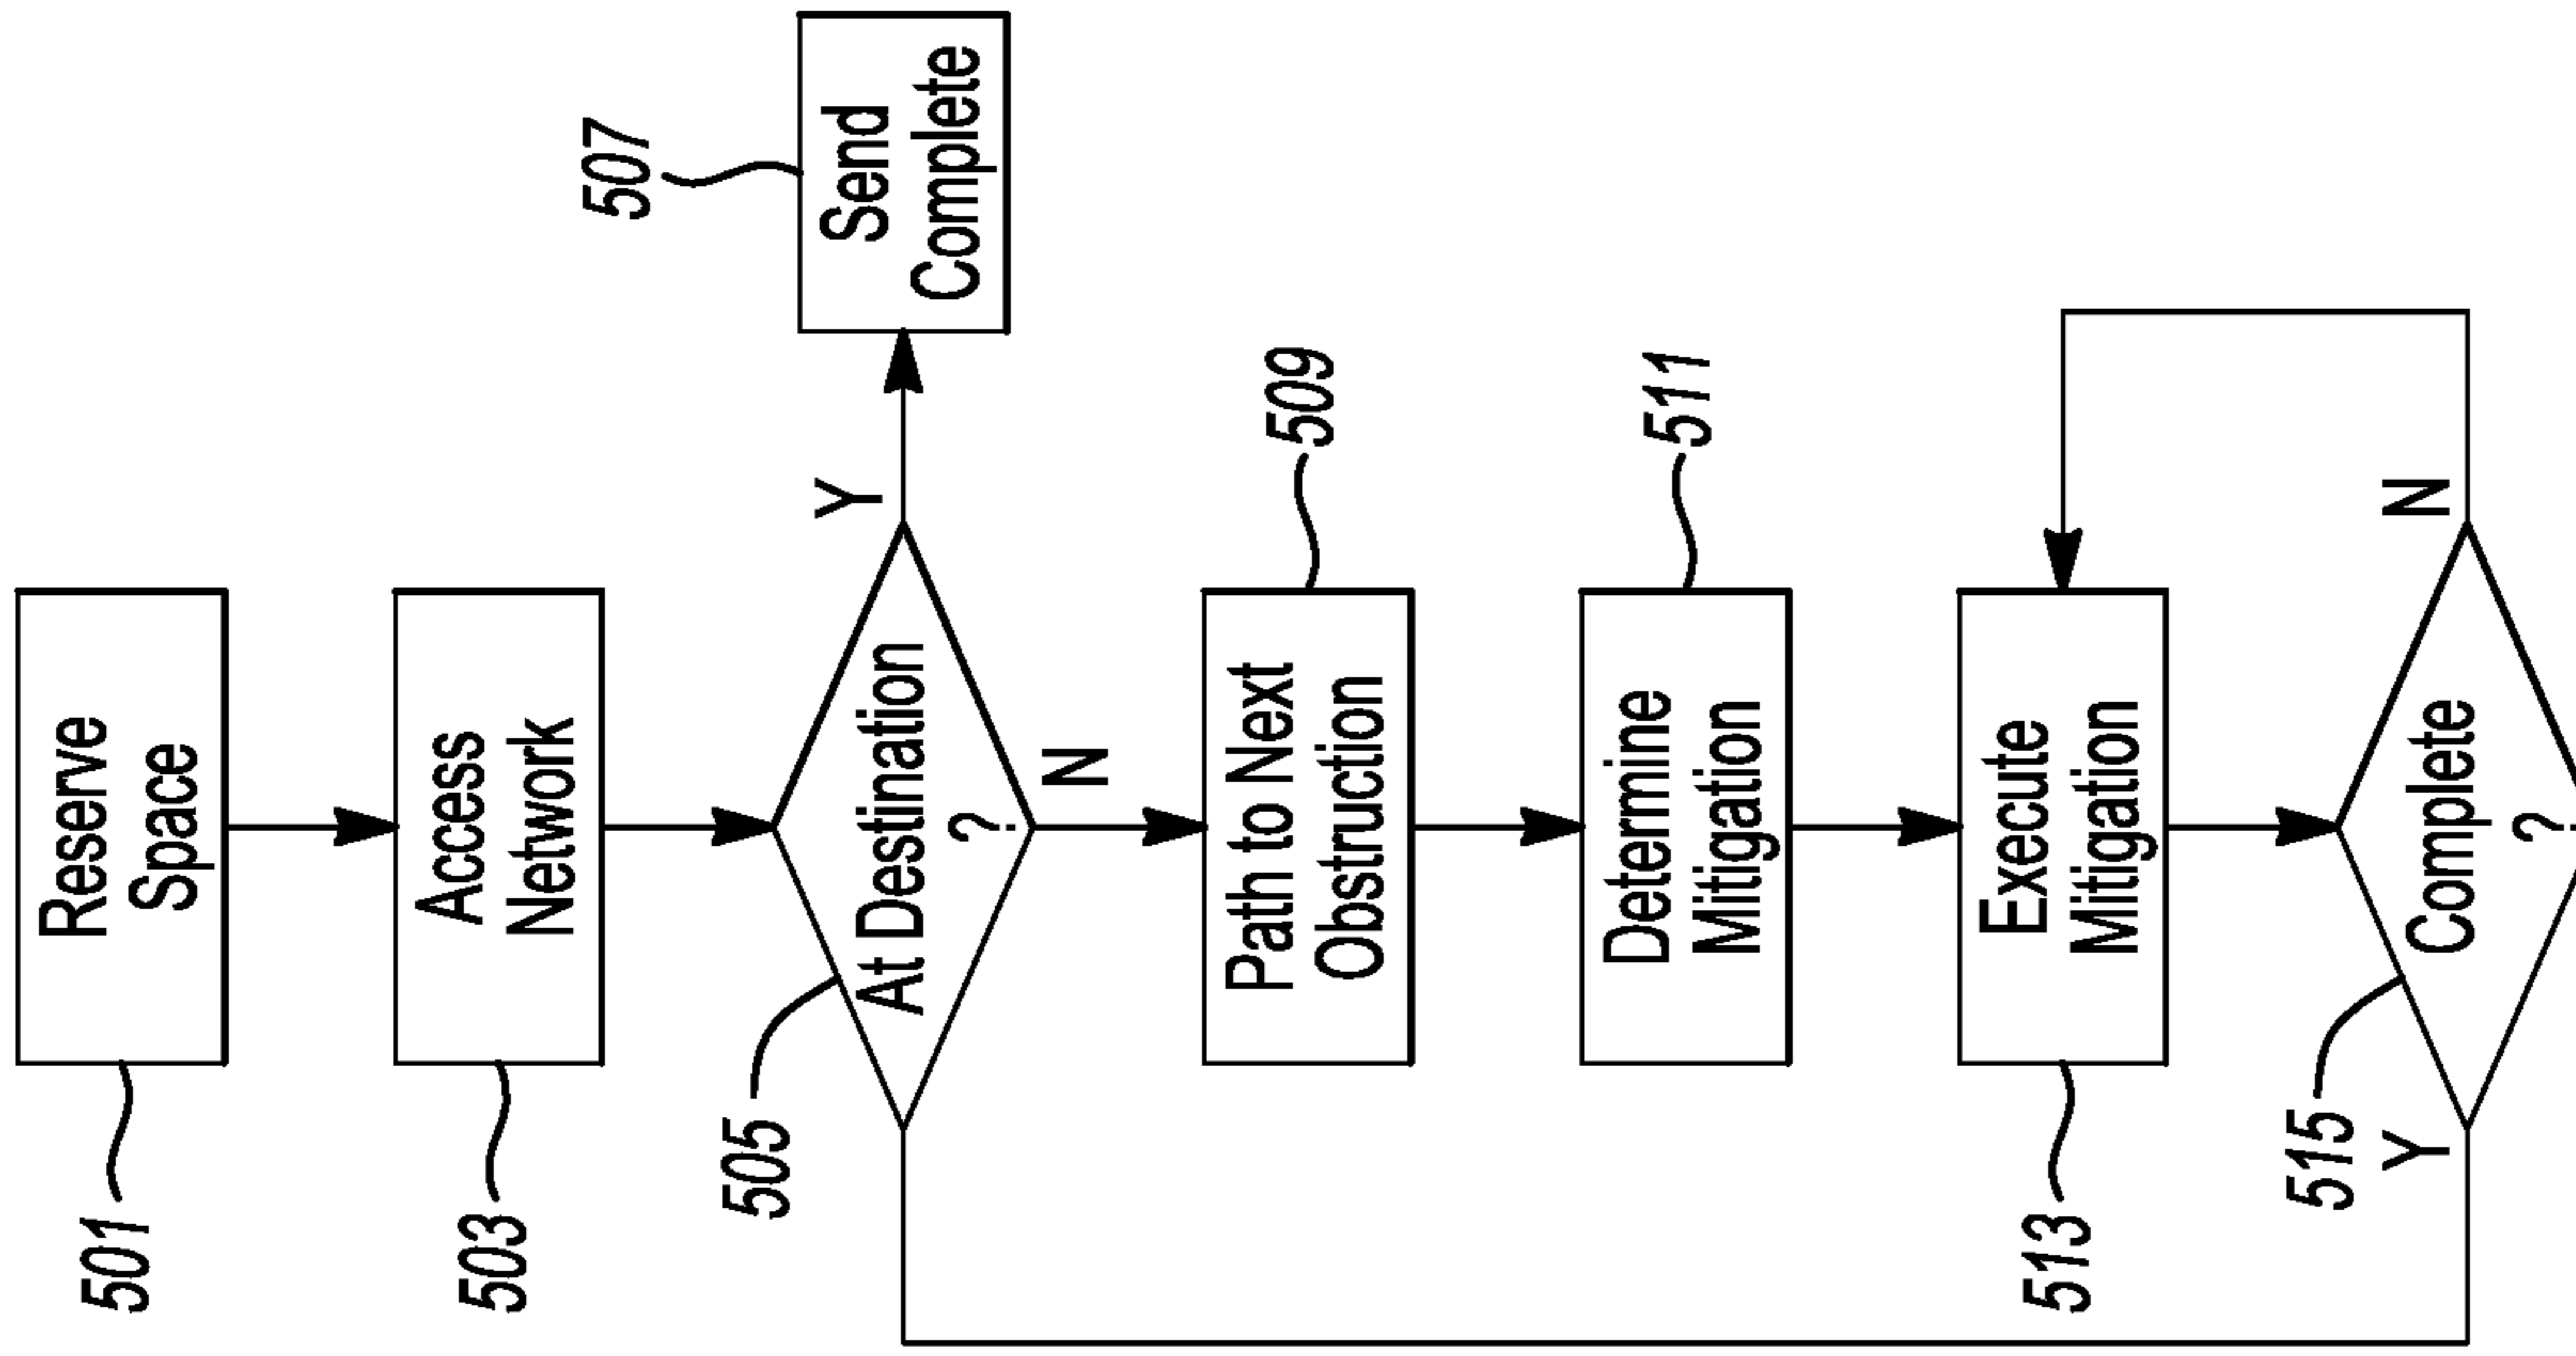 501
Reserve
Space
503
Access
Network
505
At Destination
?
Y
N
507
Send
Complete
509
Path to Next
Obstruction
511
Determine
Mitigation
513
Execute
Mitigation
515
Complete
?
Y
N